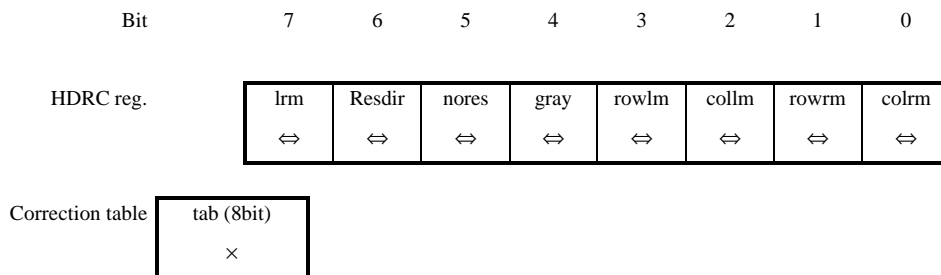 Bit 7 6 5 4 3 2 1 0
HDRC reg. lrm Resdir nores gray rowlm collm rowrm colrm
⇔ ⇔ ⇔ ⇔ ⇔ ⇔ ⇔ ⇔
Correction table tab (8bit)
×